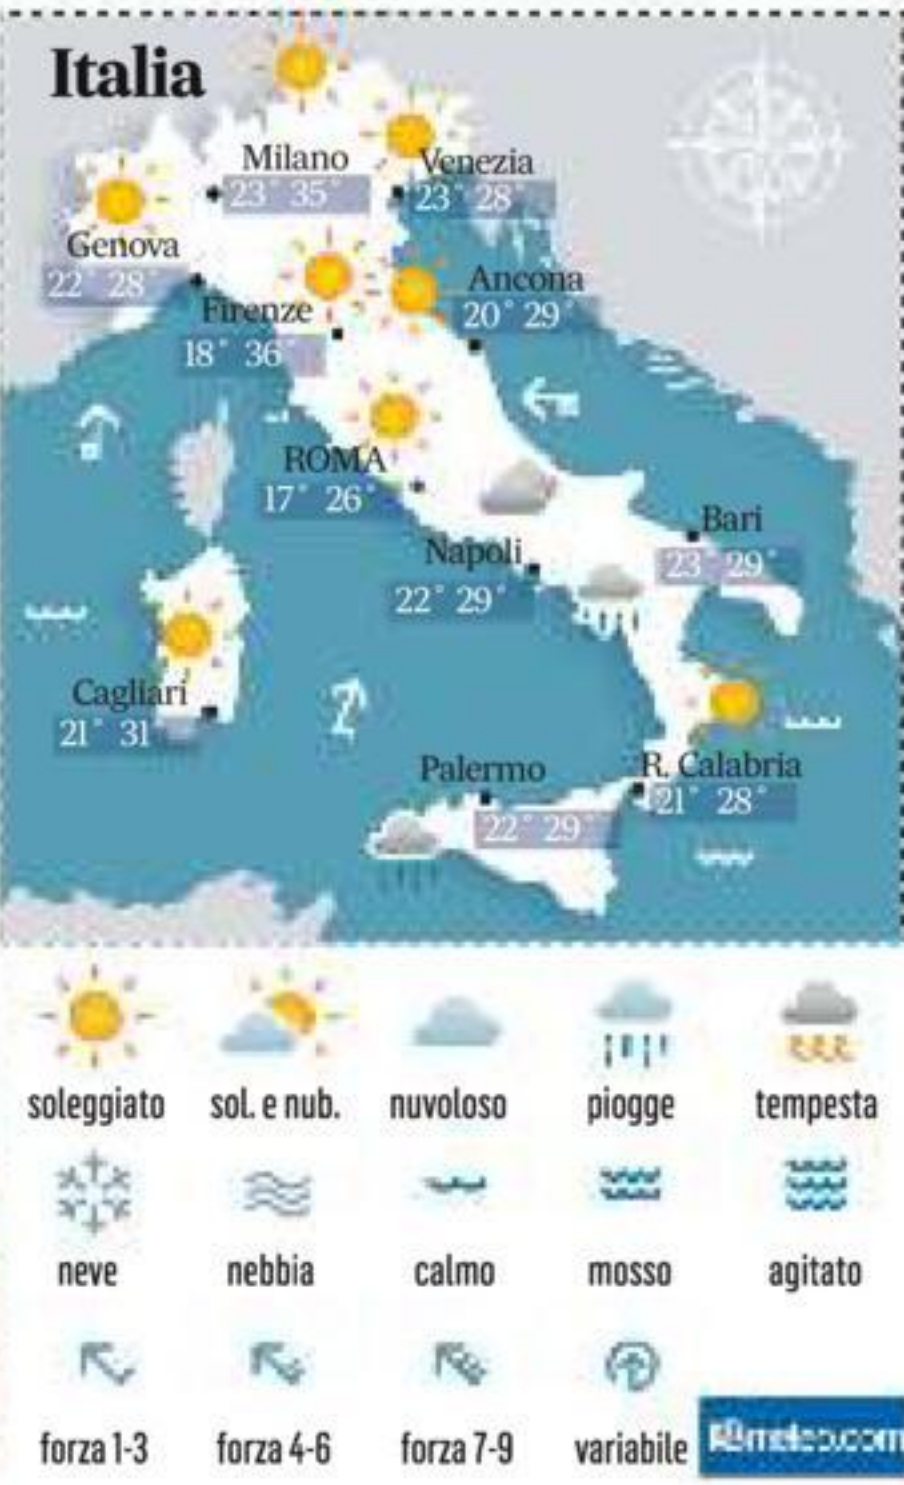 Italia
Milano
23° 35°
Venezia
23° 28°
Genova
22° 28°
Ancona
20° 29°
Firenze
18° 36°
ROMA
17° 26°
Bari
23° 29°
Napoli
22° 29°
Cagliari
21° 31°
Palermo
22° 29°
R. Calabria
21° 28°
soleggiato
sol. e nub.
nuvoloso
piogge
tempesta
neve
nebbia
calmo
mosso
agitato
forza 1-3
forza 4-6
forza 7-9
variabile